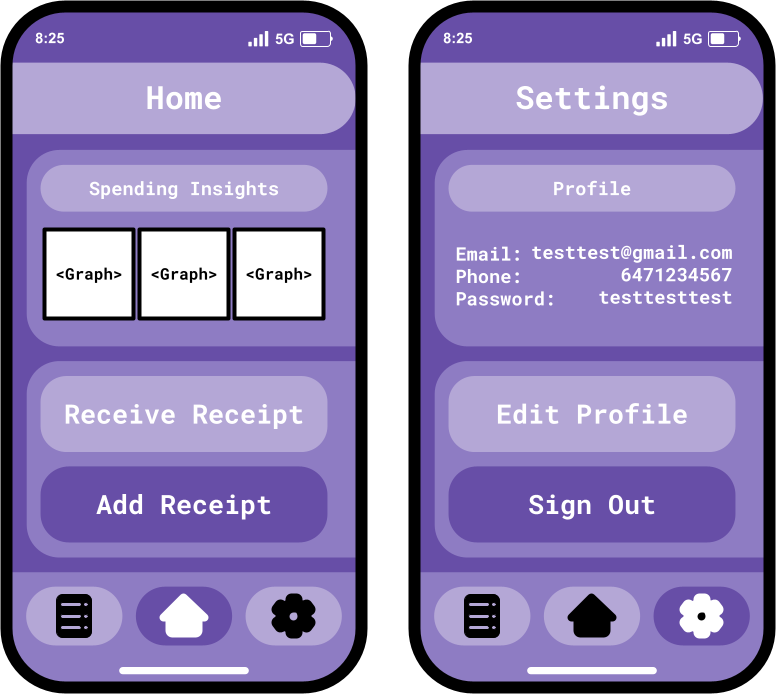 8:25
5G
Home
Spending Insights
<Graph> <Graph> <Graph>
Receive Receipt
Add Receipt
8:25
5G
Settings
Profile
Email: testtest@gmail.com
Phone: 6471234567
Password: testtesttest
Edit Profile
Sign Out